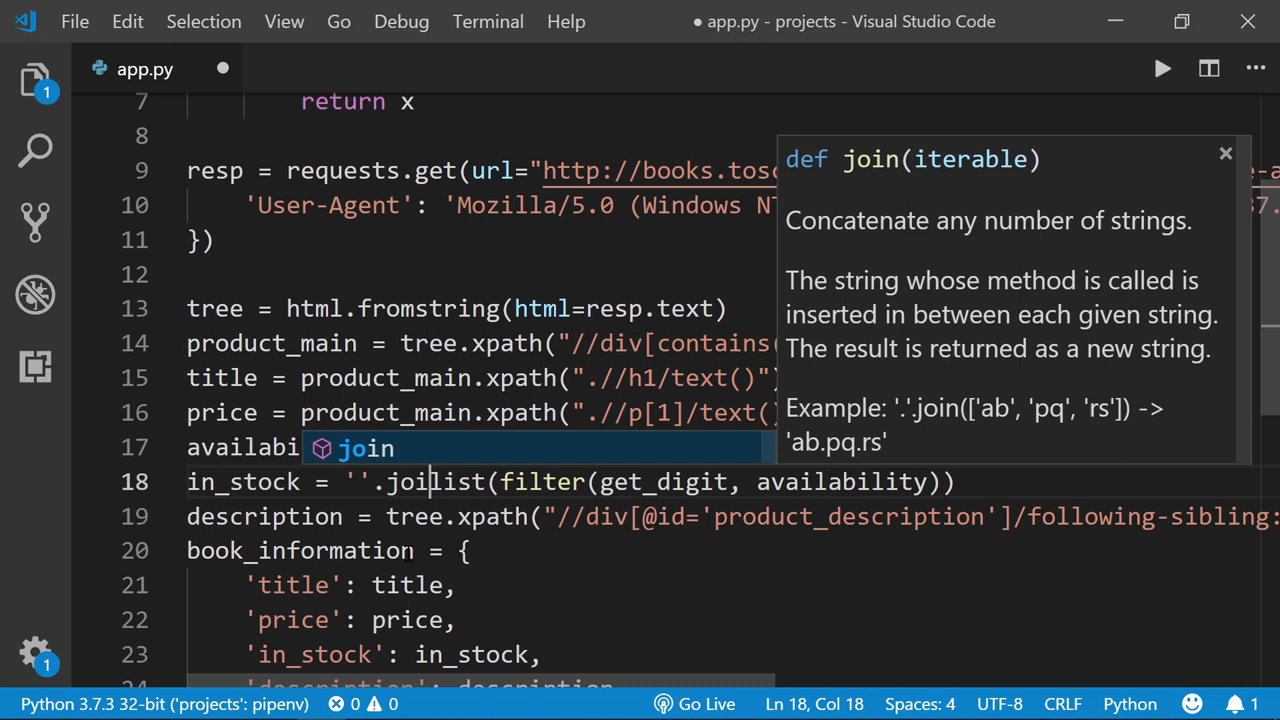 File Edit Selection View Go Debug Terminal Help ● app.py - projects - Visual Studio Code
app.py
7 return x
8
9 resp = requests.get(url="http://books.tosc
10 'User-Agent': 'Mozilla/5.0 (Windows NT
11 })
12
13 tree = html.fromstring(html=resp.text)
14 product_main = tree.xpath("//div[contains(
15 title = product_main.xpath(".//h1/text()")
16 price = product_main.xpath(".//p[1]/text()
17 availabi
join
18 in_stock = ''.joilist(filter(get_digit, availability))
19 description = tree.xpath("//div[@id='product_description']/following-sibling:
20 book_information = {
21 'title': title,
22 'price': price,
23 'in_stock': in_stock,
24 'description': description
def join(iterable)
Concatenate any number of strings.
The string whose method is called is
inserted in between each given string.
The result is returned as a new string.
Example: '.'.join(['ab', 'pq', 'rs']) ->
'ab.pq.rs'
e-a
37.
1
1
Python 3.7.3 32-bit ('projects': pipenv) 0 0 Go Live Ln 18, Col 18 Spaces: 4 UTF-8 CRLF Python 1